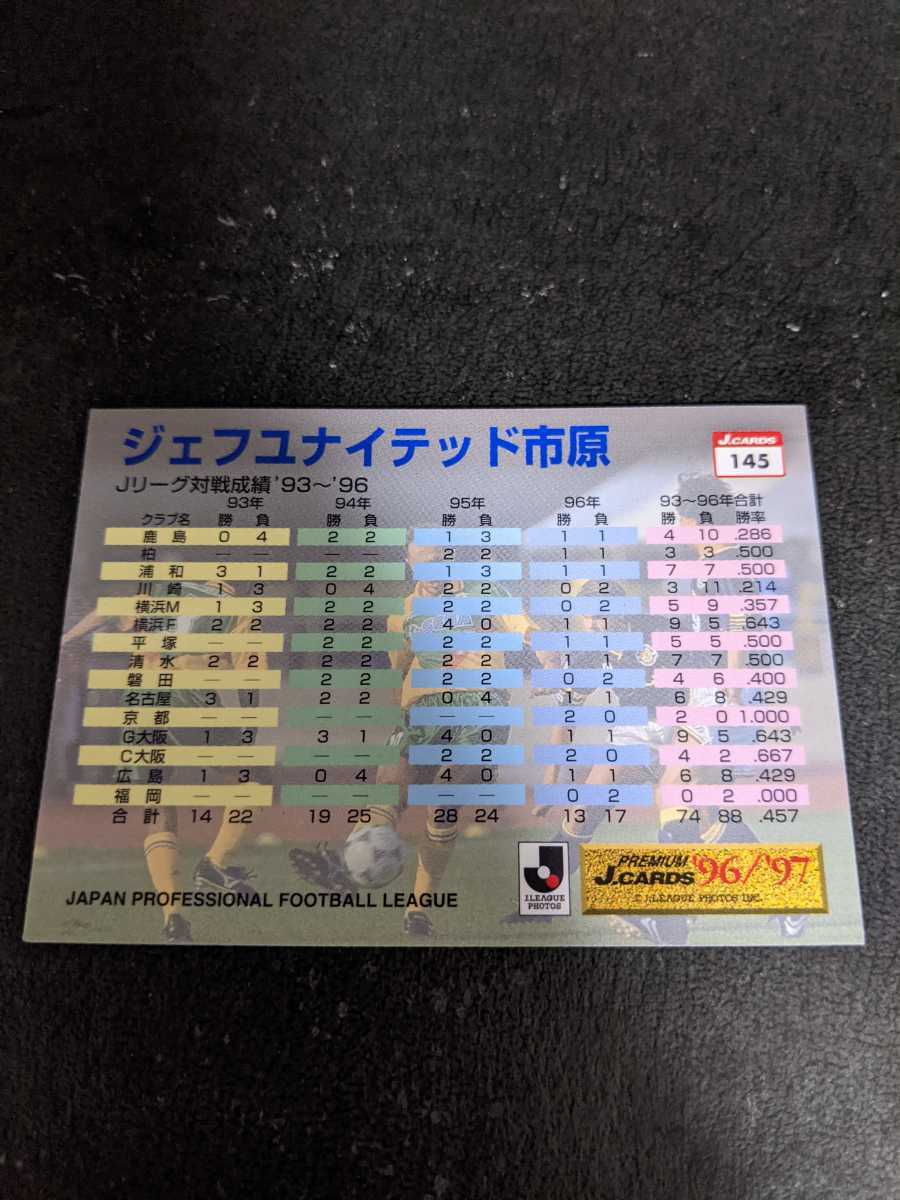 ジェフユナイテッド市原
J.CARDS
145
Jリーグ対戦成績 '93〜'96
93年 94年 95年 96年 93〜96年合計
クラブ名 勝 負 勝 負 勝 負 勝 負 勝 負 勝率
鹿島 0 4 2 2 1 3 1 1 4 10 .286
柏 — — — — 2 2 1 1 3 3 .500
浦和 3 1 2 2 1 3 1 1 7 7 .500
川崎 1 3 0 4 2 2 0 2 3 11 .214
横浜M 1 3 2 2 2 2 0 2 5 9 .357
横浜F 2 2 2 2 4 0 1 1 9 5 .643
平塚 — — 2 2 2 2 1 1 5 5 .500
清水 2 2 2 2 2 2 1 1 7 7 .500
磐田 — — 2 2 2 2 0 2 4 6 .400
名古屋 3 1 2 2 0 4 1 1 6 8 .429
京都 — — — — — — 2 0 2 0 1.000
G大阪 1 3 3 1 4 0 1 1 9 5 .643
C大阪 — — — — 2 2 2 0 4 2 .667
広島 1 3 0 4 4 0 1 1 6 8 .429
福岡 — — — — — — 0 2 0 2 .000
合計 14 22 19 25 28 24 13 17 74 88 .457
JAPAN PROFESSIONAL FOOTBALL LEAGUE
J.LEAGUE
PHOTOS
PREMIUM
J.CARDS '96/'97
© J.LEAGUE PHOTOS INC.